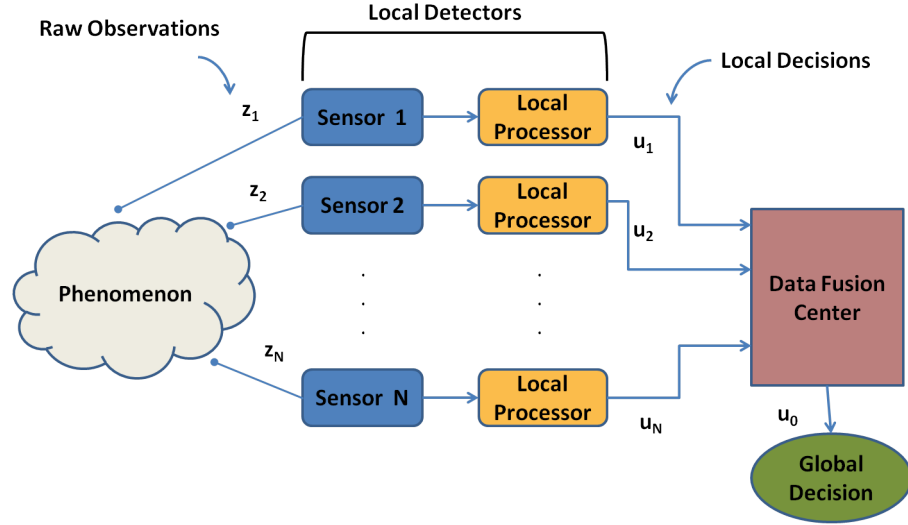 Local Detectors
Raw Observations
Local Decisions
z1
Sensor 1
Local
Processor
u1
z2
Sensor 2
Local
Processor
u2
Phenomenon
. .
. .
. .
Data Fusion
Center
zN
Sensor N
Local
Processor
uN
u0
Global
Decision